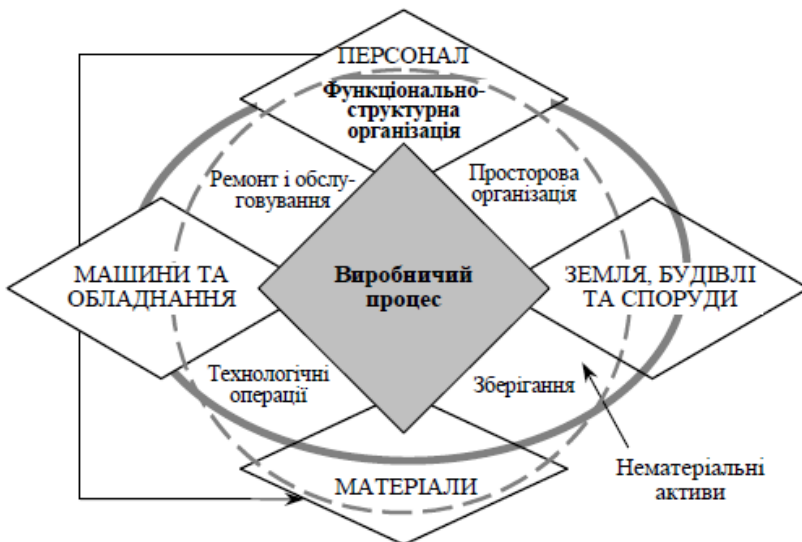 ПЕРСОНАЛ
Функціонально-
структурна
організація
Ремонт і обслу-
говування
Просторова
організація
МАШИНИ ТА
ОБЛАДНАННЯ
Виробничий
процес
ЗЕМЛЯ, БУДІВЛІ
ТА СПОРУДИ
Технологічні
операції
Зберігання
МАТЕРІАЛИ
Нематеріальні
активи